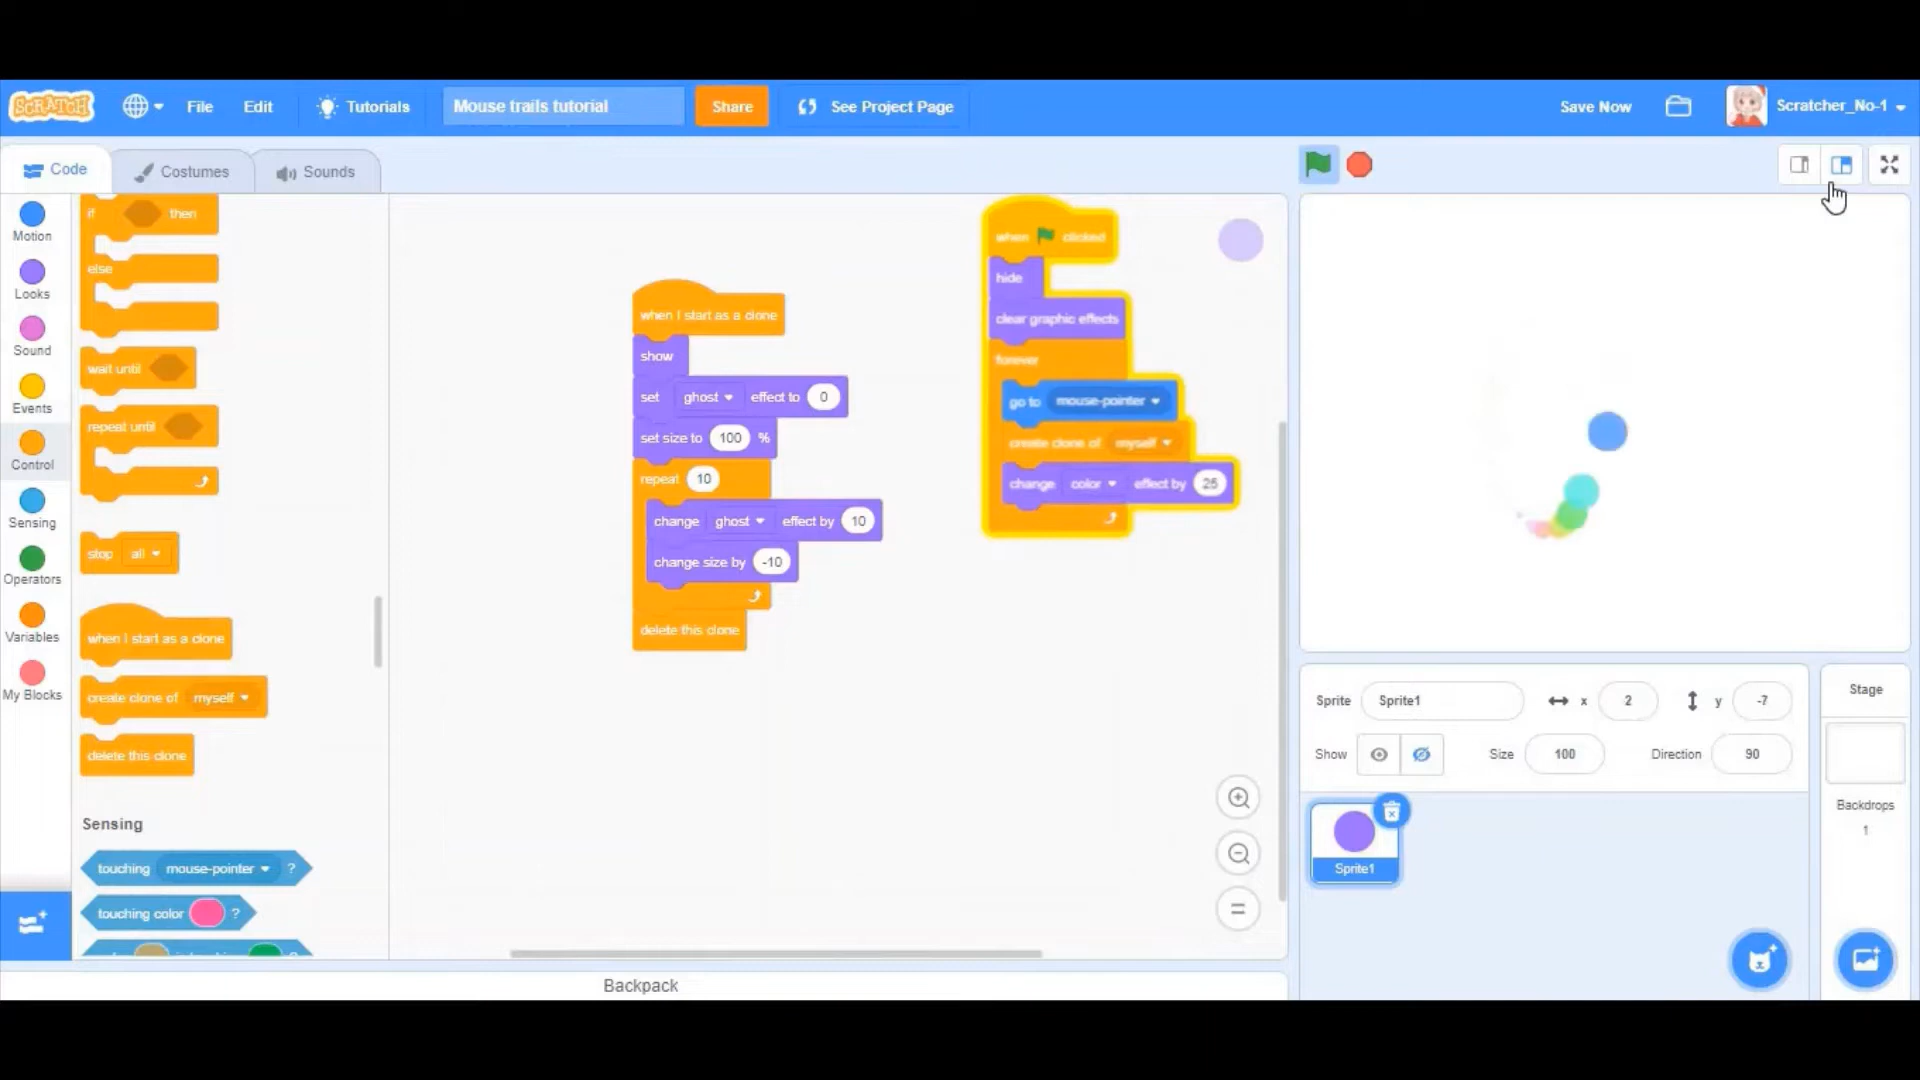 SCRATCH
File
Edit
Tutorials
Mouse trails tutorial
Share
See Project Page
Save Now
Scratcher_No-1
Code
Costumes
Sounds
Motion
Looks
Sound
Events
Control
Sensing
Operators
Variables
My Blocks
if then
else
wait until
repeat until
stop all
when I start as a clone
create clone of myself
delete this clone
Sensing
touching mouse-pointer ?
touching color ?
when I start as a clone
show
set ghost effect to 0
set size to 100 %
repeat 10
change ghost effect by 10
change size by -10
delete this clone
when clicked
hide
clear graphic effects
forever
go to mouse-pointer
create clone of myself
change color effect by 25
Backpack
Sprite Sprite1 x 2 y -7
Show Size 100 Direction 90
Sprite1
Stage
Backdrops
1